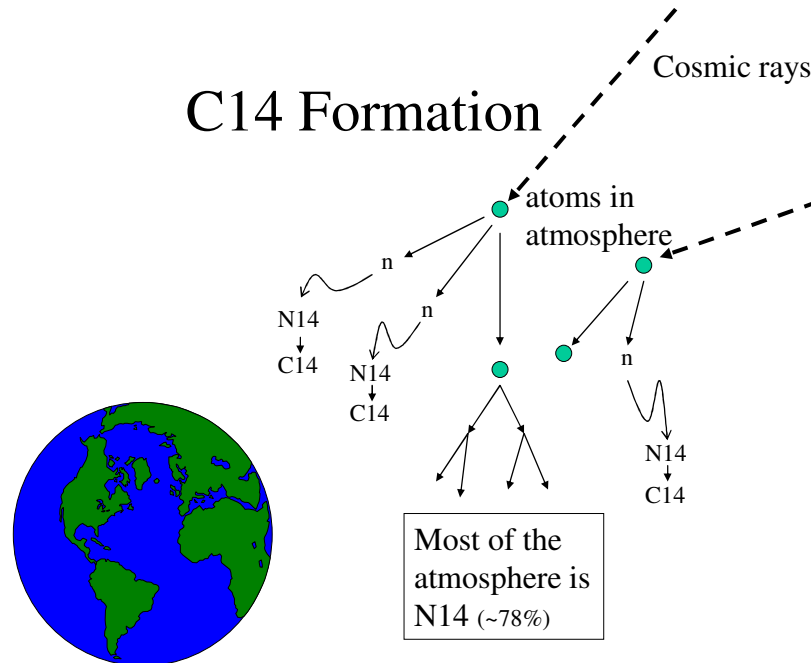 Cosmic rays
C14 Formation
atoms in
atmosphere
n
n
N14
C14
N14
C14
n
N14
C14
Most of the
atmosphere is
N14 (~78%)